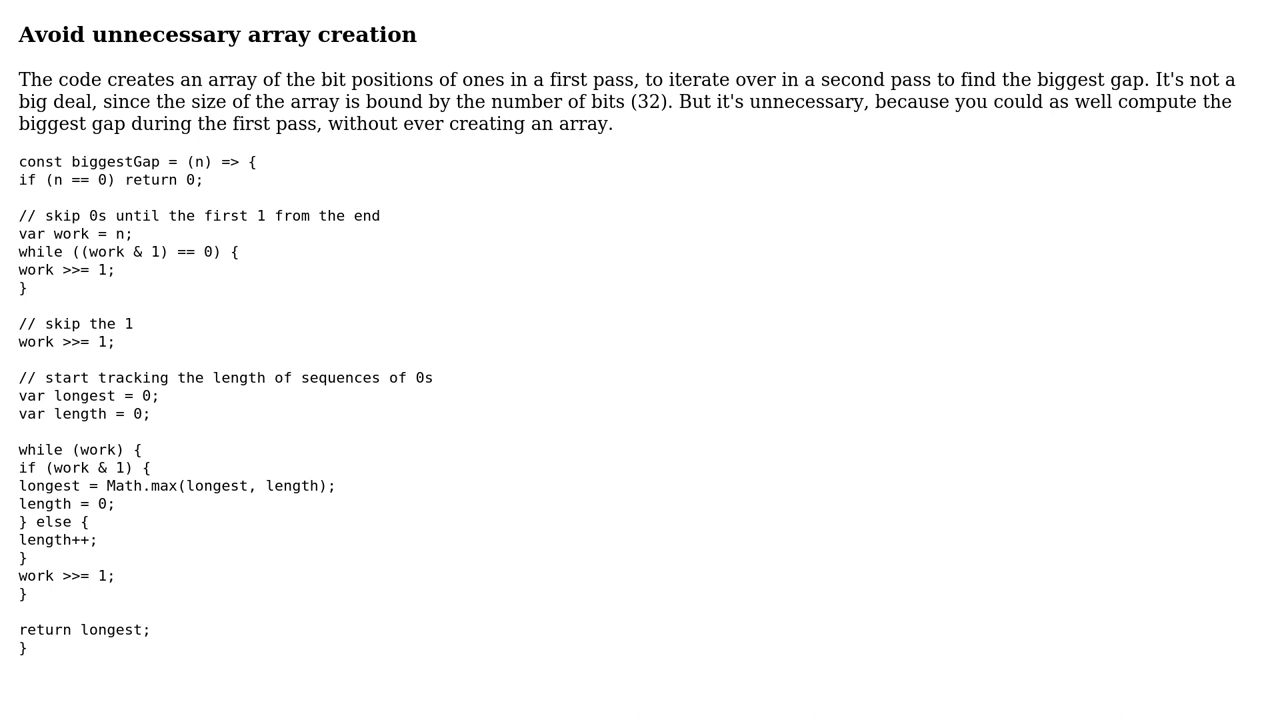 Avoid unnecessary array creation
The code creates an array of the bit positions of ones in a first pass, to iterate over in a second pass to find the biggest gap. It's not a
big deal, since the size of the array is bound by the number of bits (32). But it's unnecessary, because you could as well compute the
biggest gap during the first pass, without ever creating an array.
const biggestGap = (n) => {
if (n == 0) return 0;
// skip 0s until the first 1 from the end
var work = n;
while ((work & 1) == 0) {
work >>= 1;
}
// skip the 1
work >>= 1;
// start tracking the length of sequences of 0s
var longest = 0;
var length = 0;
while (work) {
if (work & 1) {
longest = Math.max(longest, length);
length = 0;
} else {
length++;
}
work >>= 1;
}
return longest;
}